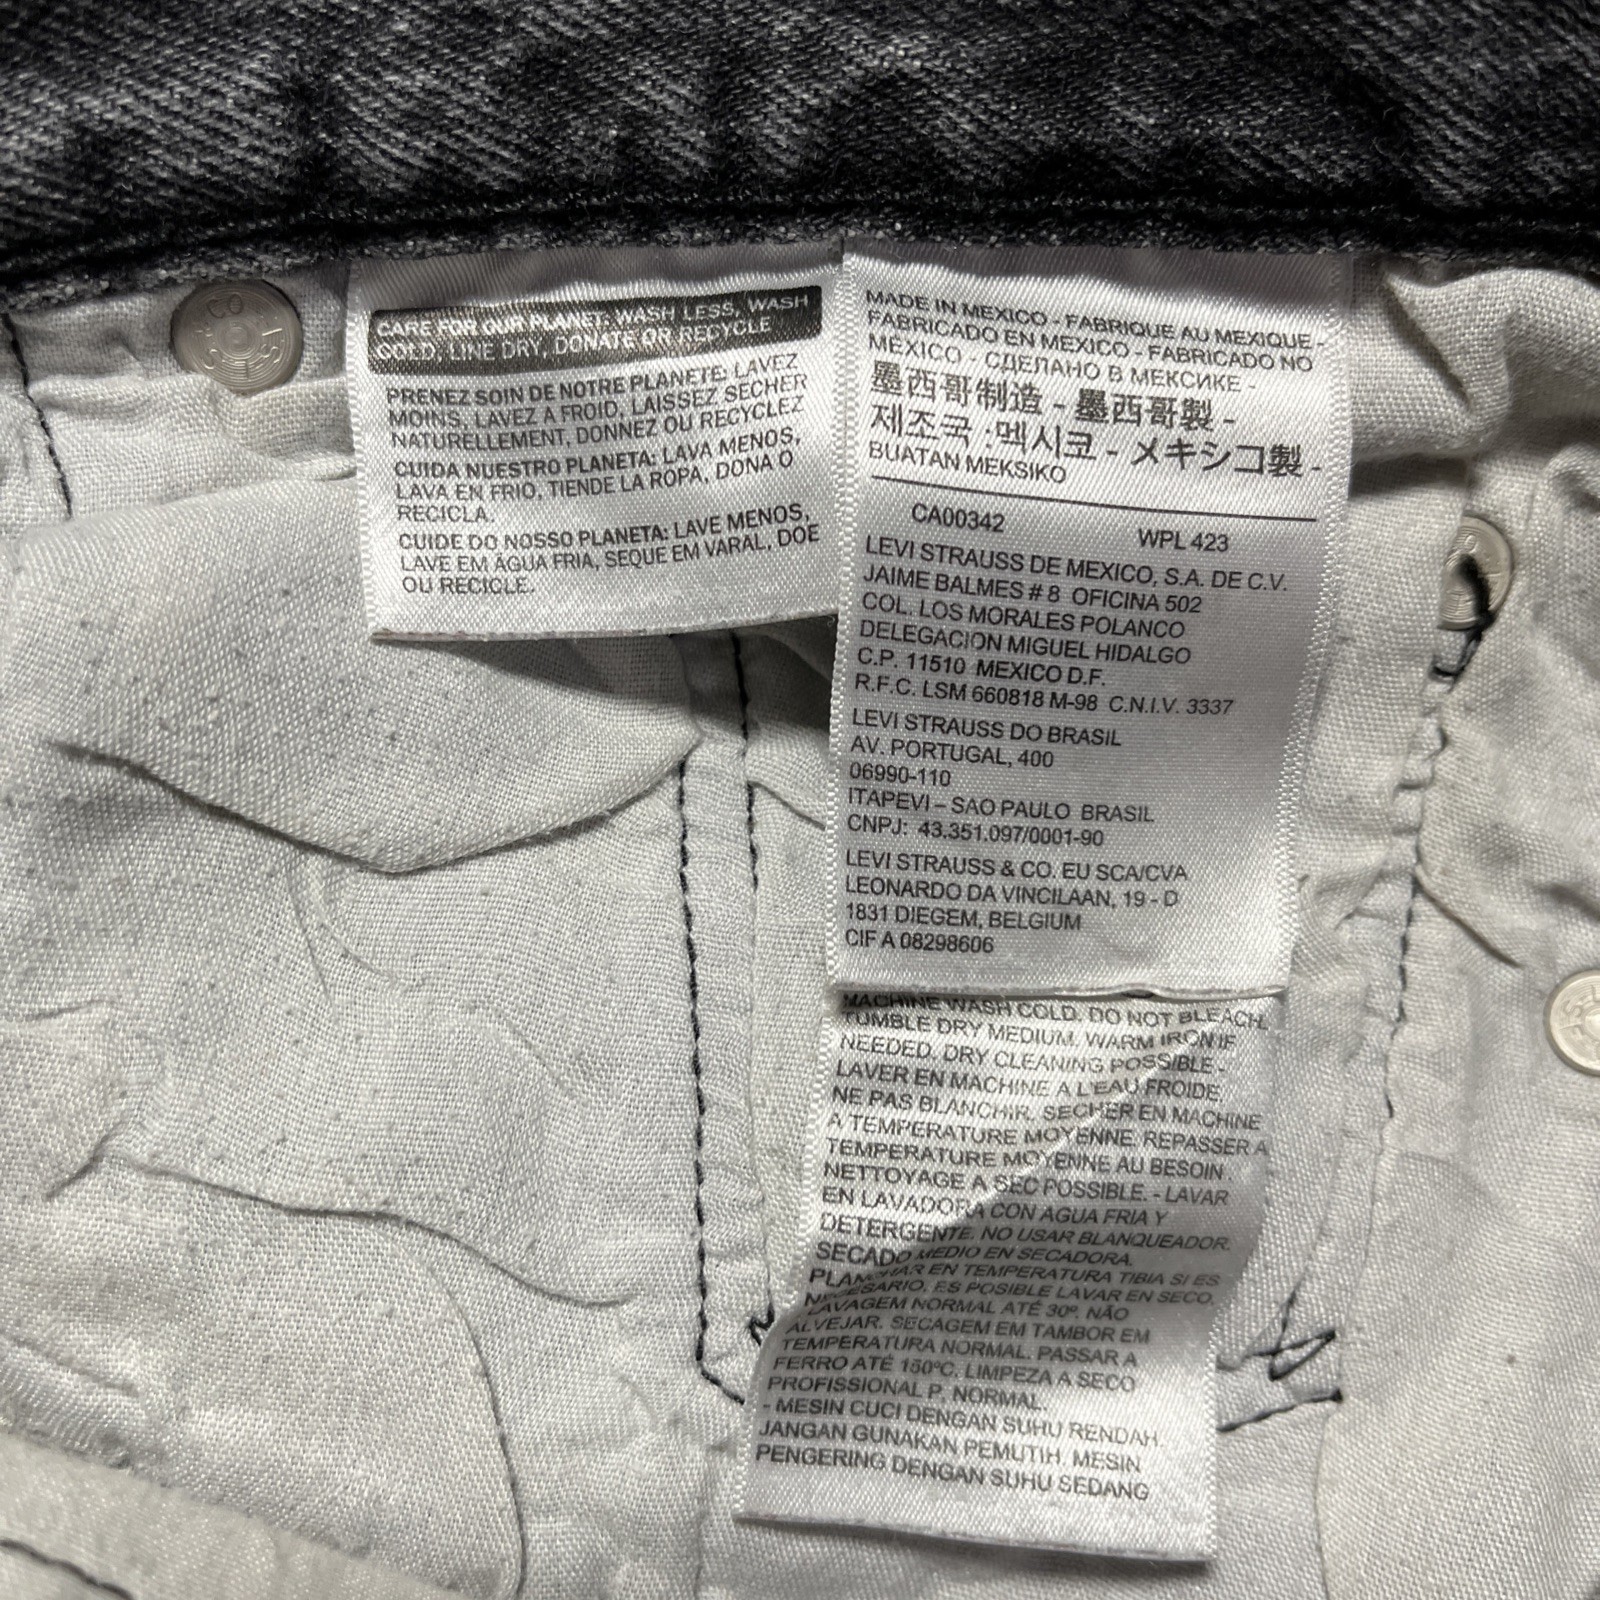 CARE FOR OUR PLANET: WASH LESS, WASH
COLD, LINE DRY, DONATE OR RECYCLE
PRENEZ SOIN DE NOTRE PLANETE: LAVEZ
MOINS, LAVEZ A FROID, LAISSEZ SECHER
NATURELLEMENT, DONNEZ OU RECYCLEZ
CUIDA NUESTRO PLANETA: LAVA MENOS,
LAVA EN FRIO, TIENDE LA ROPA, DONA O
RECICLA.
CUIDE DO NOSSO PLANETA: LAVE MENOS,
LAVE EM ÁGUA FRIA, SEQUE EM VARAL, DOE
OU RECICLE.
MADE IN MEXICO - FABRIQUE AU MEXIQUE -
FABRICADO EN MEXICO - FABRICADO NO
MÉXICO - СДЕЛАНО В МЕКСИКЕ -
墨西哥制造 - 墨西哥製 -
제조국 :멕시코 - メキシコ製 -
BUATAN MEKSIKO
CA00342 WPL 423
LEVI STRAUSS DE MEXICO, S.A. DE C.V.
JAIME BALMES # 8 OFICINA 502
COL. LOS MORALES POLANCO
DELEGACION MIGUEL HIDALGO
C.P. 11510 MEXICO D.F.
R.F.C. LSM 660818 M-98 C.N.I.V. 3337
LEVI STRAUSS DO BRASIL
AV. PORTUGAL, 400
06990-110
ITAPEVI – SAO PAULO BRASIL
CNPJ: 43.351.097/0001-90
LEVI STRAUSS & CO. EU SCA/CVA
LEONARDO DA VINCILAAN, 19 - D
1831 DIEGEM, BELGIUM
CIF A 08298606
MACHINE WASH COLD. DO NOT BLEACH.
TUMBLE DRY MEDIUM. WARM IRON IF
NEEDED. DRY CLEANING POSSIBLE -
LAVER EN MACHINE A L'EAU FROIDE,
NE PAS BLANCHIR. SECHER EN MACHINE
A TEMPERATURE MOYENNE. REPASSER A
TEMPERATURE MOYENNE AU BESOIN.
NETTOYAGE A SEC POSSIBLE. - LAVAR
EN LAVADORA CON AGUA FRIA Y
DETERGENTE. NO USAR BLANQUEADOR.
SECADO MEDIO EN SECADORA.
PLANCHAR EN TEMPERATURA TIBIA SI ES
NECESARIO. ES POSIBLE LAVAR EN SECO.
LAVAGEM NORMAL ATÉ 30º. NÃO
ALVEJAR. SECAGEM EM TAMBOR EM
TEMPERATURA NORMAL. PASSAR A
FERRO ATÉ 150ºC. LIMPEZA A SECO
PROFISSIONAL P, NORMAL.
- MESIN CUCI DENGAN SUHU RENDAH.
JANGAN GUNAKAN PEMUTIH. MESIN
PENGERING DENGAN SUHU SEDANG